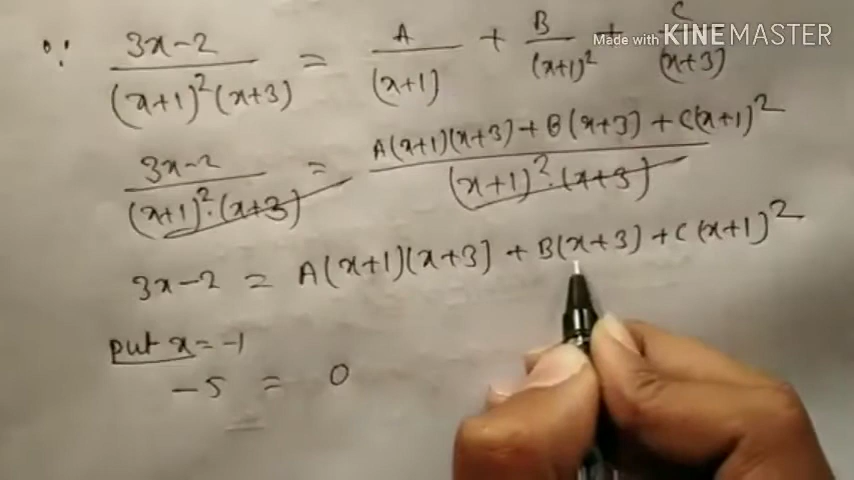 ∵ (3x-2)/((x+1)²(x+3)) = A/(x+1) + B/(x+1)² + C/(x+3)
Made with KINEMASTER
(3x-2)/((x+1)²·(x+3)) = (A(x+1)(x+3) + B(x+3) + C(x+1)²)/((x+1)²·(x+3))
3x-2 = A(x+1)(x+3) + B(x+3) + C(x+1)²
put x = -1
-5 = 0